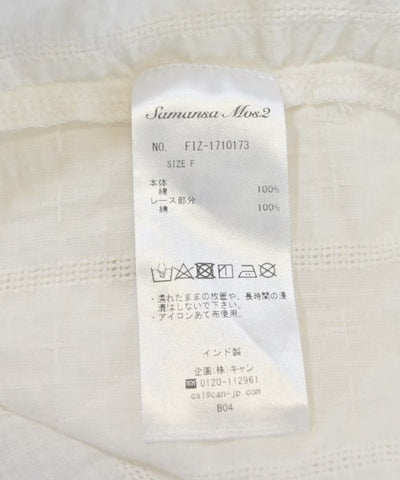 Samansa Mos2
NO. FIZ-1710173
SIZE F
本体
綿 100%
レース部分
綿 100%
・濡れたままの放置や、長時間の浸
漬はしないで下さい。
・アイロンあて布使用。
インド製
企画(株)キャン
☎0120-112961
cs1@can-jp.com
B04